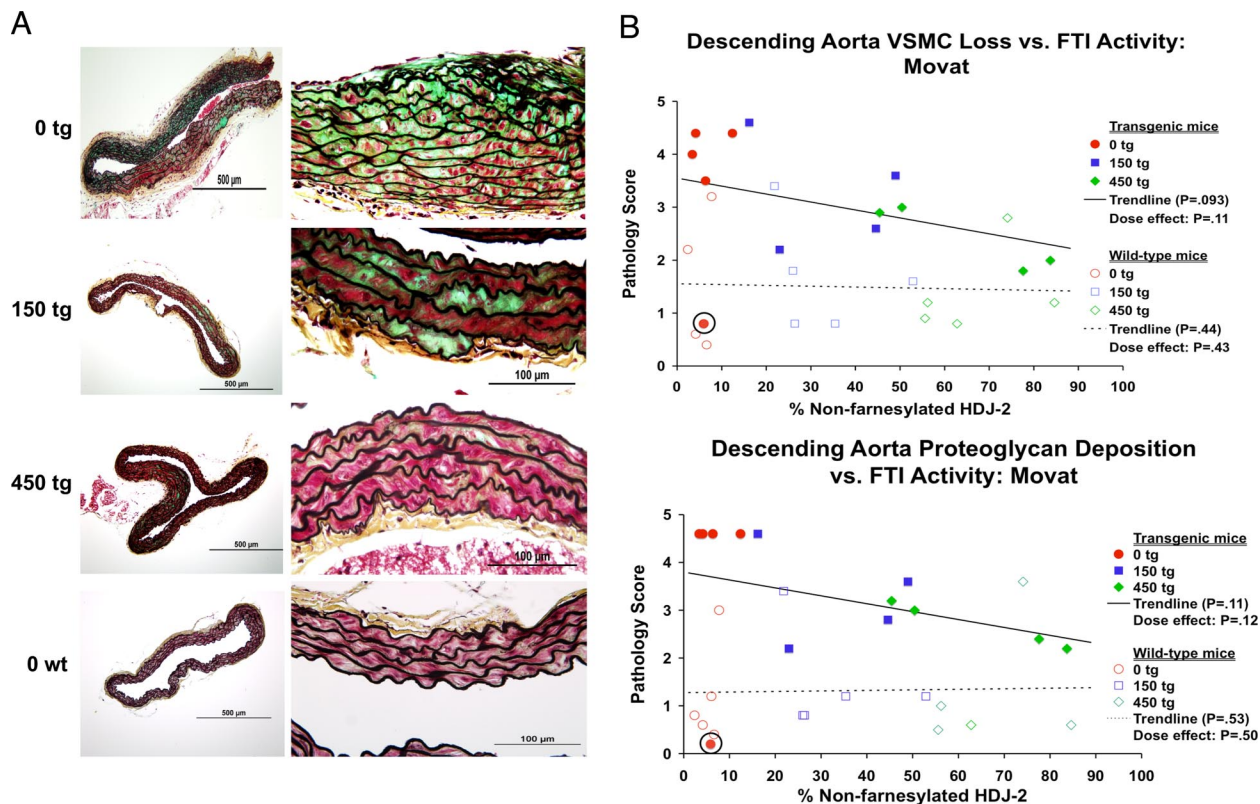 A
0 tg
500 µm
150 tg
500 µm
100 µm
450 tg
500 µm
100 µm
0 wt
500 µm
100 µm
B
Descending Aorta VSMC Loss vs. FTI Activity:
Movat
Pathology Score
5
4
3
2
1
0
0 10 20 30 40 50 60 70 80 90 100
% Non-farnesylated HDJ-2
Transgenic mice
0 tg
150 tg
450 tg
Trendline (P=.093)
Dose effect: P=.11
Wild-type mice
0 tg
150 tg
450 tg
Trendline (P=.44)
Dose effect: P=.43
Descending Aorta Proteoglycan Deposition
vs. FTI Activity: Movat
Pathology Score
5
4
3
2
1
0
0 10 20 30 40 50 60 70 80 90 100
% Non-farnesylated HDJ-2
Transgenic mice
0 tg
150 tg
450 tg
Trendline (P=.11)
Dose effect: P=.12
Wild-type mice
0 tg
150 tg
450 tg
Trendline (P=.53)
Dose effect: P=.50